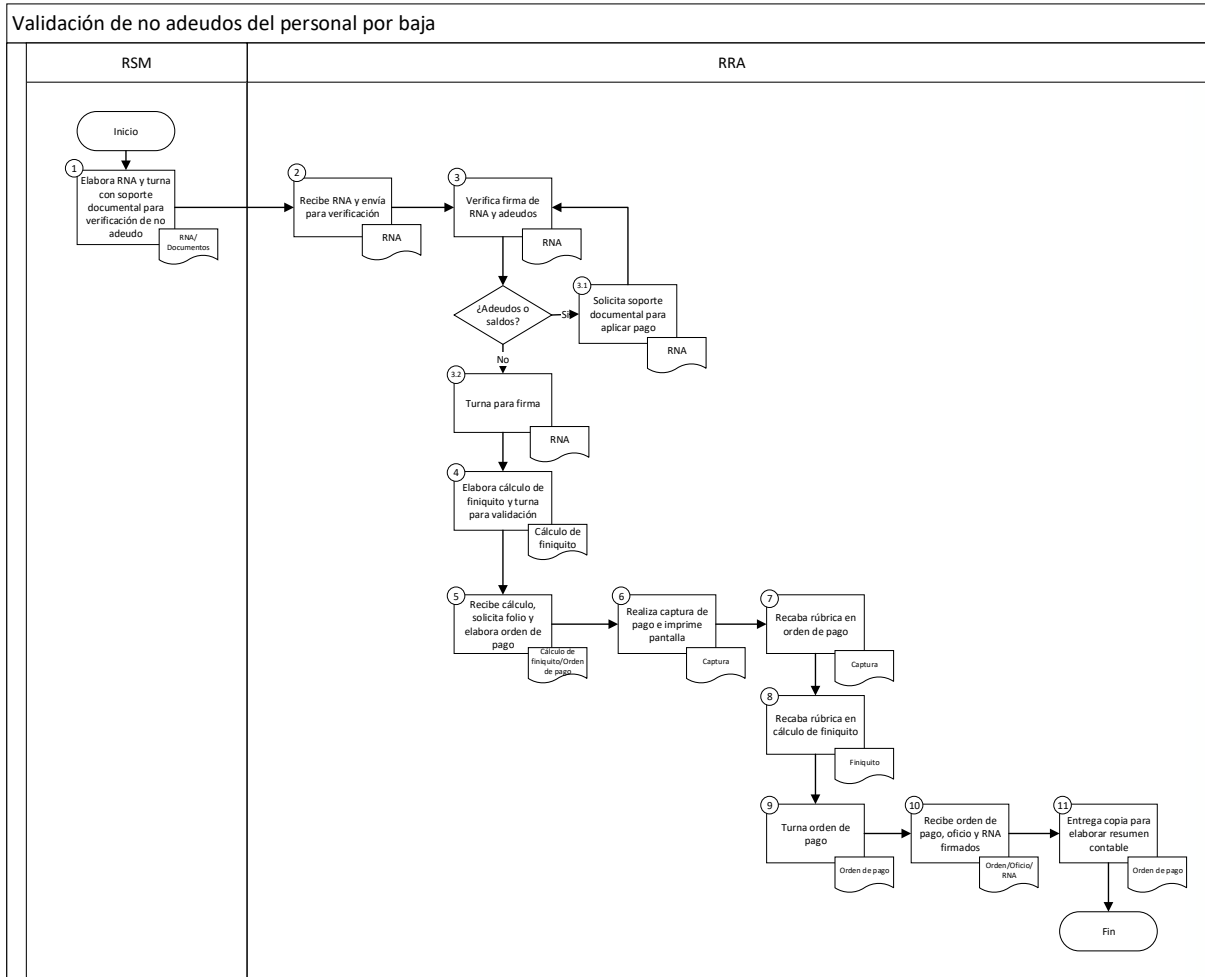 Validación de no adeudos del personal por baja
RSM
RRA
Inicio
1
Elabora RNA y turna
con soporte
documental para
verificación de no
adeudo
RNA/
Documentos
2
Recibe RNA y envía
para verificación
RNA
3
Verifica firma de
RNA y adeudos
RNA
¿Adeudos o
saldos?
Si
3.1
Solicita soporte
documental para
aplicar pago
RNA
No
3.2
Turna para firma
RNA
4
Elabora cálculo de
finiquito y turna
para validación
Cálculo de
finiquito
5
Recibe cálculo,
solicita folio y
elabora orden de
pago
Cálculo de
finiquito/Orden
de pago
6
Realiza captura de
pago e imprime
pantalla
Captura
7
Recaba rúbrica en
orden de pago
Captura
8
Recaba rúbrica en
cálculo de finiquito
Finiquito
9
Turna orden de
pago
Orden de pago
10
Recibe orden de
pago, oficio y RNA
firmados
Orden/Oficio/
RNA
11
Entrega copia para
elaborar resumen
contable
Orden de pago
Fin